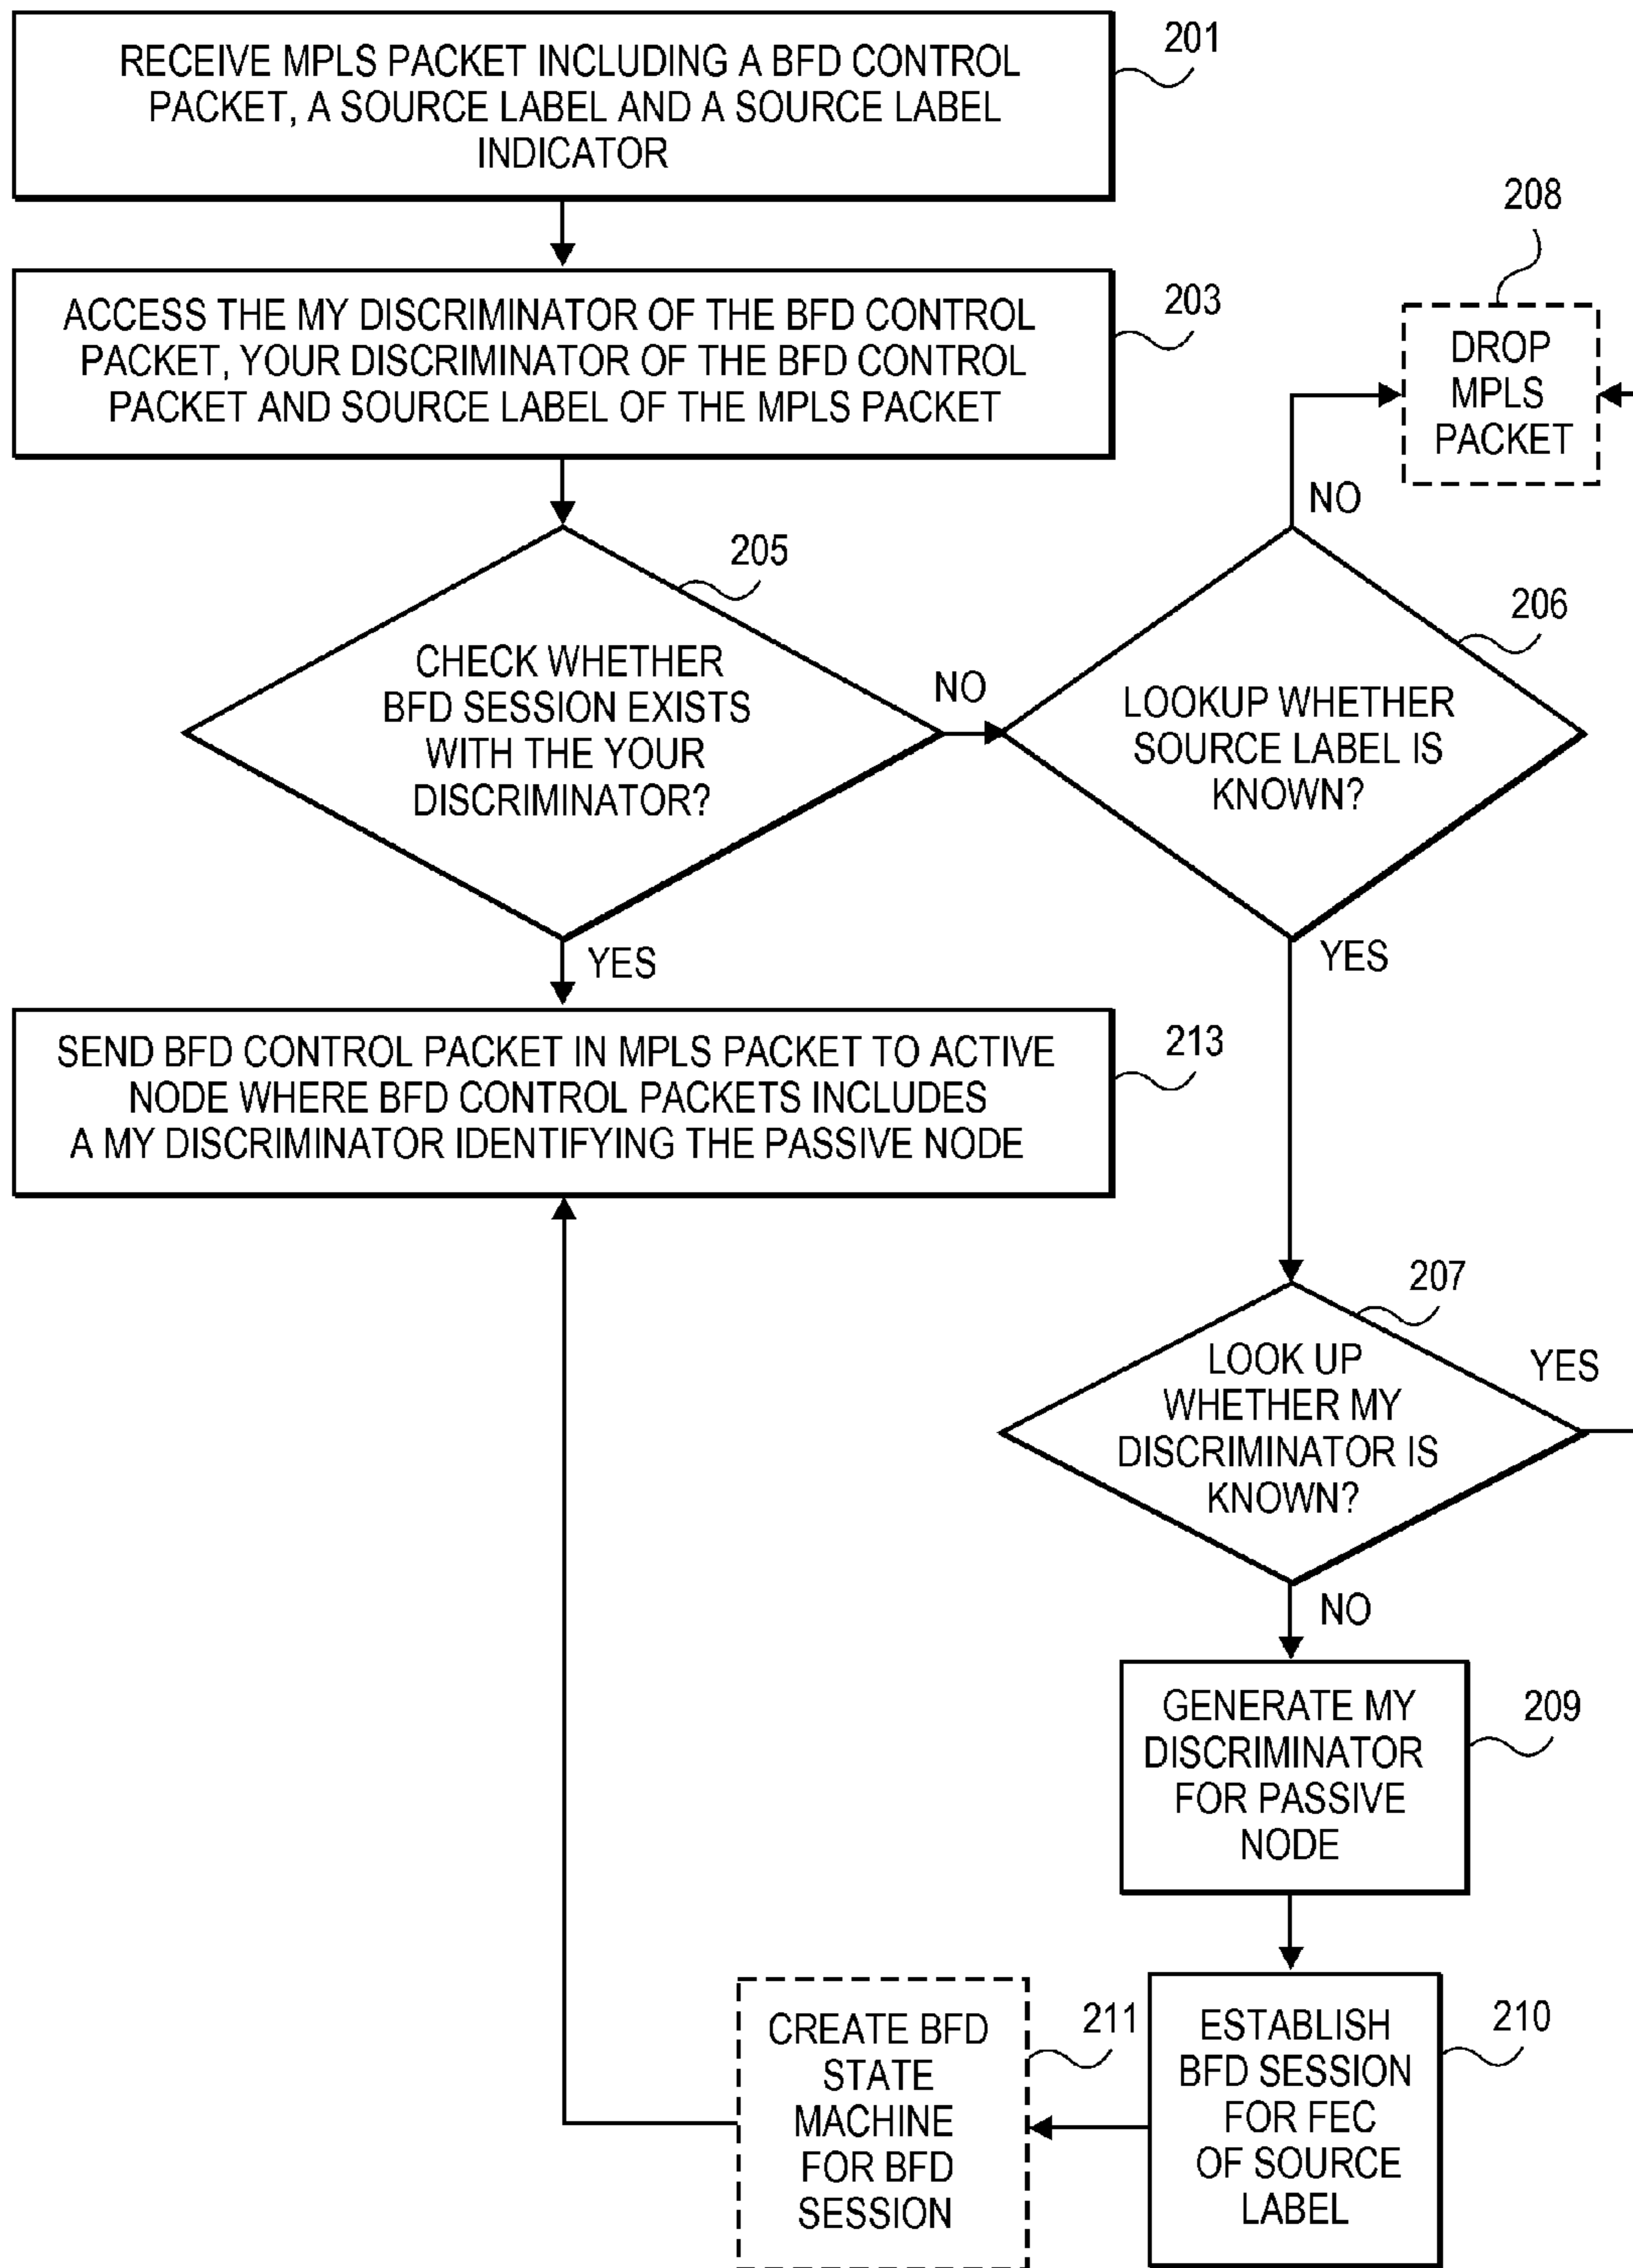 RECEIVE MPLS PACKET INCLUDING A BFD CONTROL
PACKET, A SOURCE LABEL AND A SOURCE LABEL
INDICATOR
201
ACCESS THE MY DISCRIMINATOR OF THE BFD CONTROL
PACKET, YOUR DISCRIMINATOR OF THE BFD CONTROL
PACKET AND SOURCE LABEL OF THE MPLS PACKET
203
208
DROP
MPLS
PACKET
NO
205
CHECK WHETHER
BFD SESSION EXISTS
WITH THE YOUR
DISCRIMINATOR?
NO
206
LOOKUP WHETHER
SOURCE LABEL IS
KNOWN?
YES
YES
SEND BFD CONTROL PACKET IN MPLS PACKET TO ACTIVE
NODE WHERE BFD CONTROL PACKETS INCLUDES
A MY DISCRIMINATOR IDENTIFYING THE PASSIVE NODE
213
207
LOOK UP
WHETHER MY
DISCRIMINATOR IS
KNOWN?
YES
NO
GENERATE MY
DISCRIMINATOR
FOR PASSIVE
NODE
209
ESTABLISH
BFD SESSION
FOR FEC
OF SOURCE
LABEL
210
CREATE BFD
STATE
MACHINE
FOR BFD
SESSION
211